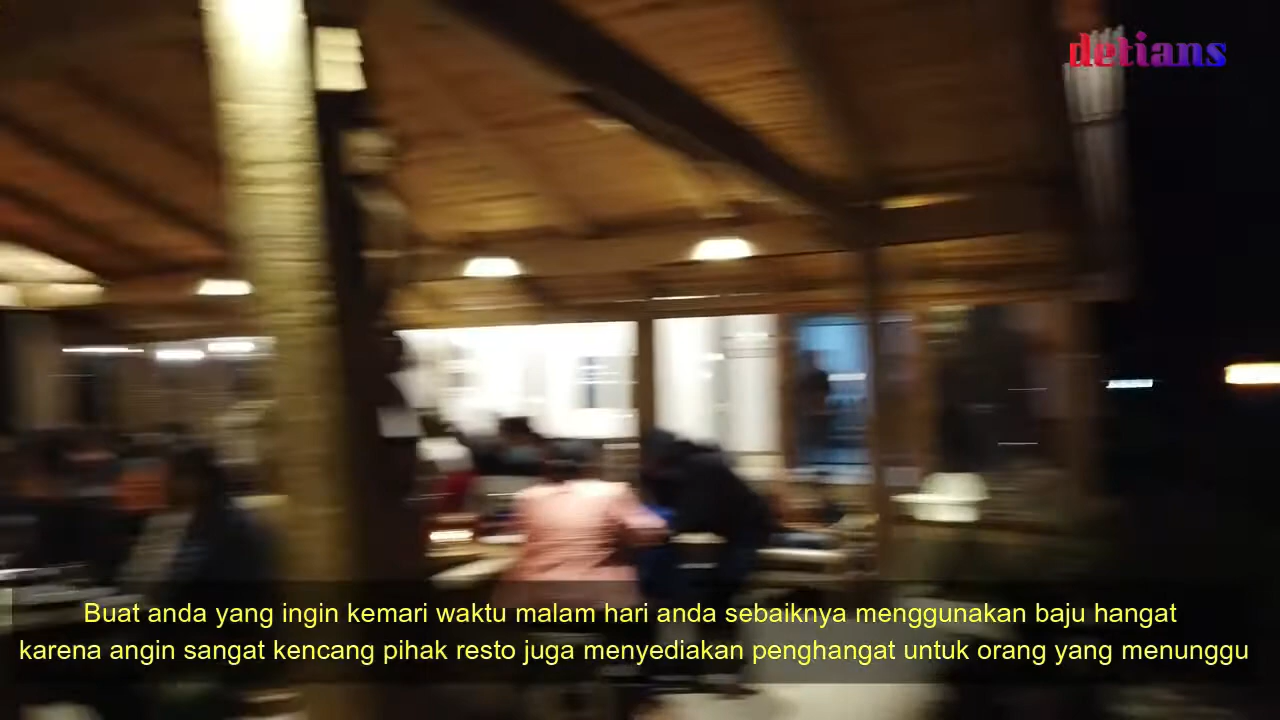 detians
Buat anda yang ingin kemari waktu malam hari anda sebaiknya menggunakan baju hangat
karena angin sangat kencang pihak resto juga menyediakan penghangat untuk orang yang menunggu